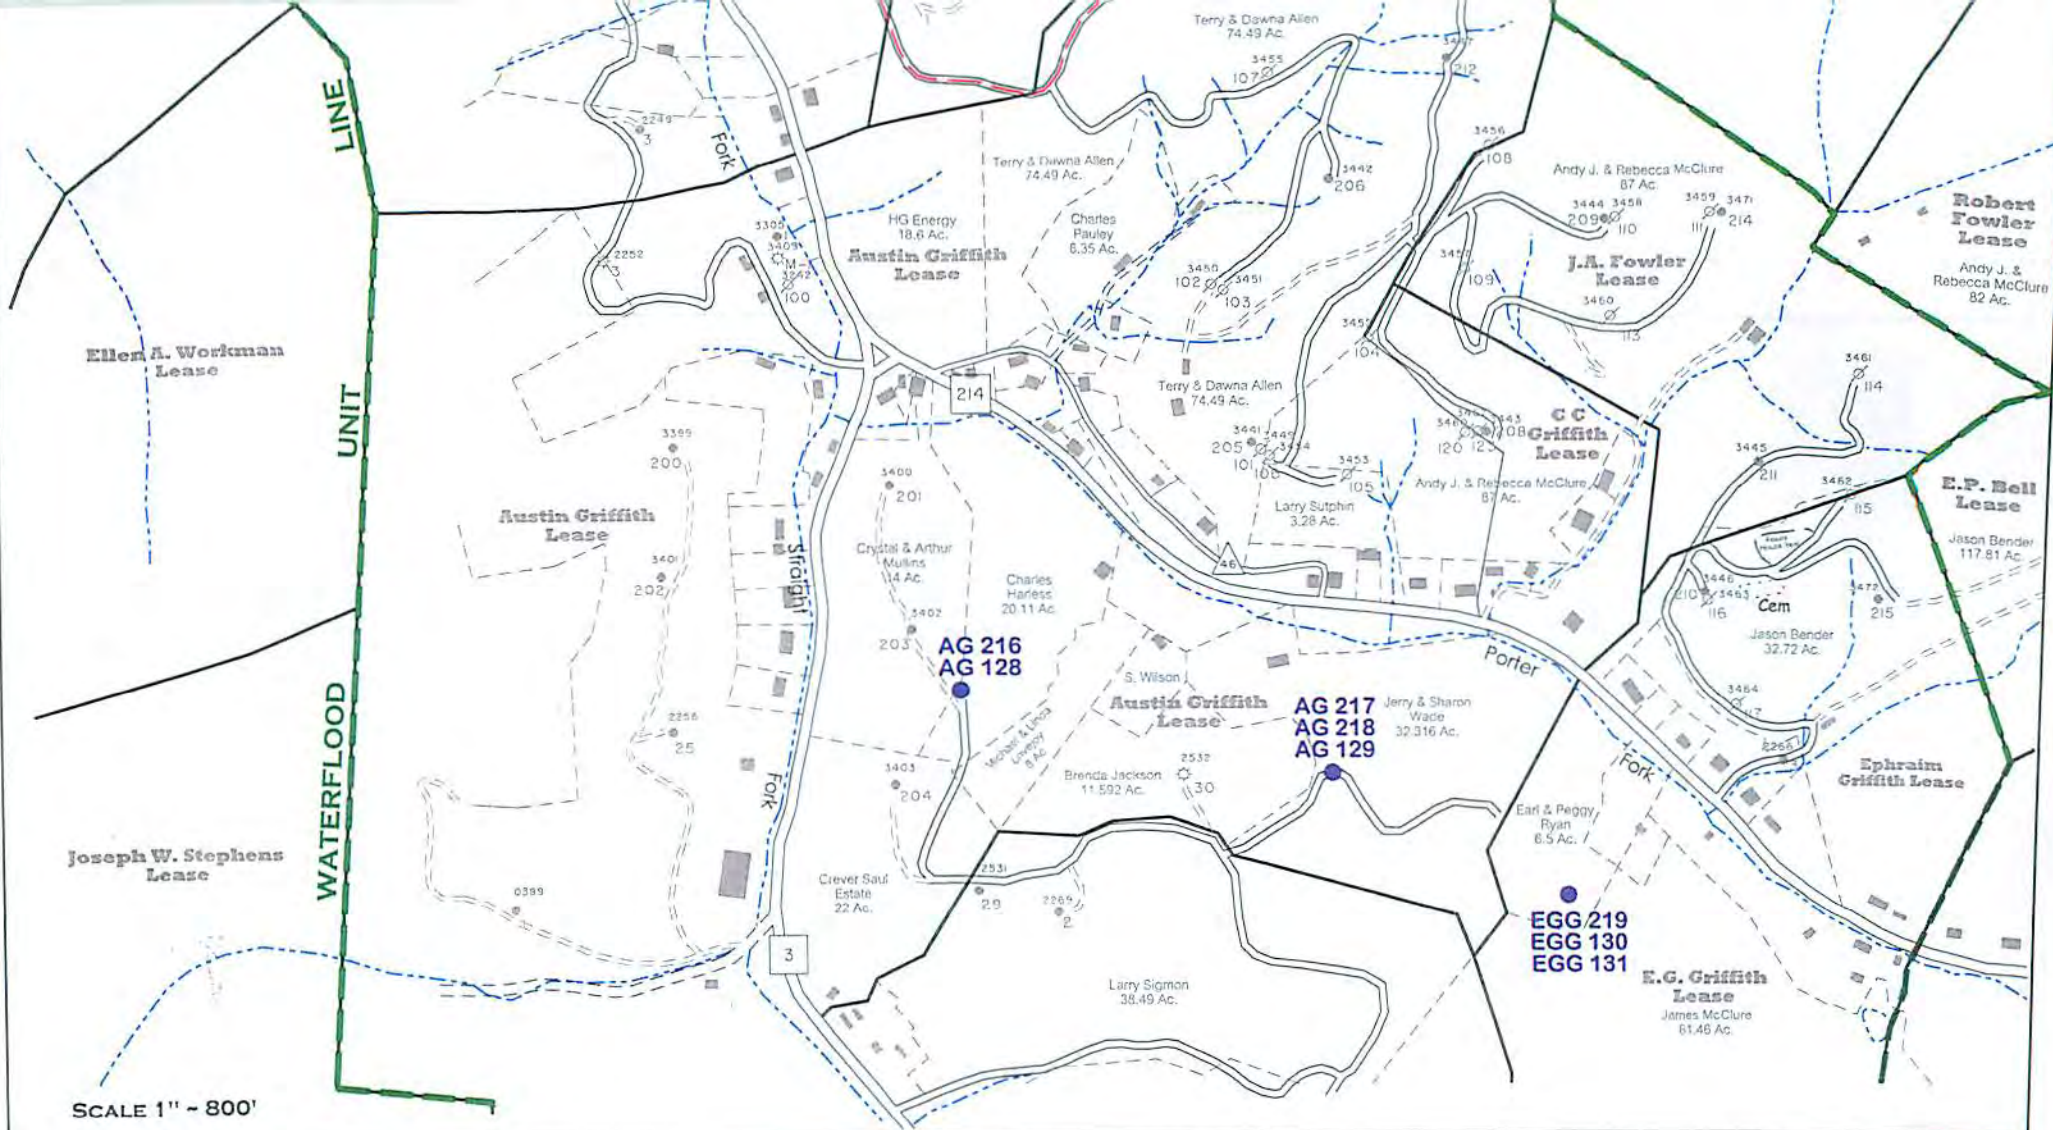 Terry & Dawna Allen
74.49 Ac.
3455
107
3447
212
LINE
2249
3
Fork
3456
108
Terry & Dawna Allen
74.49 Ac.
3442
206
Andy J. & Rebecca McClure
87 Ac.
3444
3458
209
110
3459
3471
111
214
Robert
Fowler
Lease
Andy J. &
Rebecca McClure
82 Ac.
HG Energy
18.6 Ac.
Austin Griffith
Lease
Charles
Pauley
6.35 Ac.
3305
3409
M-
3242
100
2252
3
3450
102
3451
103
109
J.A. Fowler
Lease
3460
113
104
Ellen A. Workman
Lease
UNIT
214
Terry & Dawna Allen
74.49 Ac.
3461
114
C C
Griffith
Lease
3399
200
3400
201
3441
205
101
3453
105
120
Andy J. & Rebecca McClure
87 Ac.
3445
211
3462
115
E.P. Bell
Lease
Jason Bender
117.81 Ac.
Austin Griffith
Lease
Larry Sutphin
3.28 Ac.
Straight
Crystal & Arthur
Mullins
14 Ac.
Charles
Harless
20.11 Ac.
46
3401
202
3446
210
3463
116
Cem
3472
215
Jason Bender
32.72 Ac.
3402
203
AG 216
AG 128
Porter
S. Wilson
Austin Griffith
Lease
AG 217
AG 218
AG 129
Jerry & Sharon
Wade
32.316 Ac.
3464
117
2256
25
Michael & Linda
Lovejoy
8 Ac.
WATERFLOOD
Fork
3403
204
Brenda Jackson
11.592 Ac.
2532
30
Fork
Ephraim
Griffith Lease
Earl & Peggy
Ryan
6.5 Ac.
Joseph W. Stephens
Lease
0399
Crever Saul
Estate
22 Ac.
2531
29
2269
2
EGG 219
EGG 130
EGG 131
3
Larry Sigmon
38.49 Ac.
E.G. Griffith
Lease
James McClure
61.46 Ac.
SCALE 1" ~ 800'